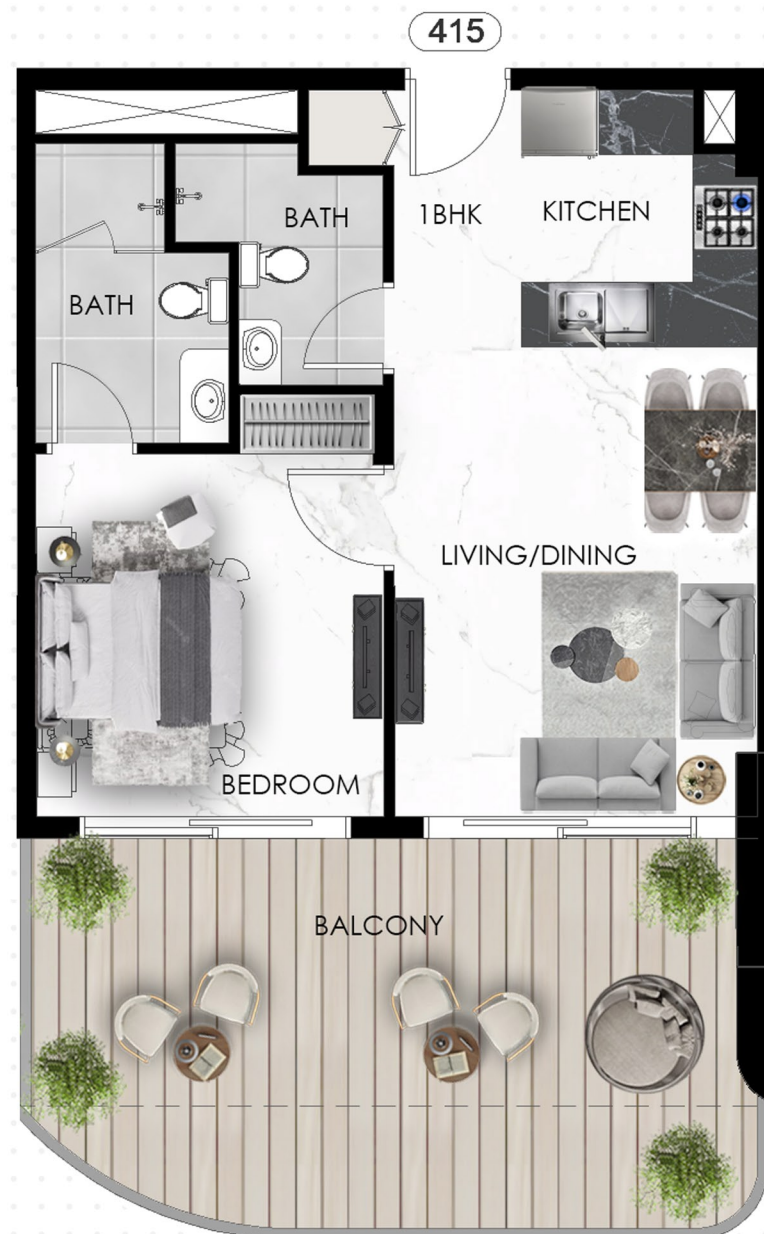 415
BATH
1BHK
KITCHEN
BATH
LIVING/DINING
BEDROOM
BALCONY